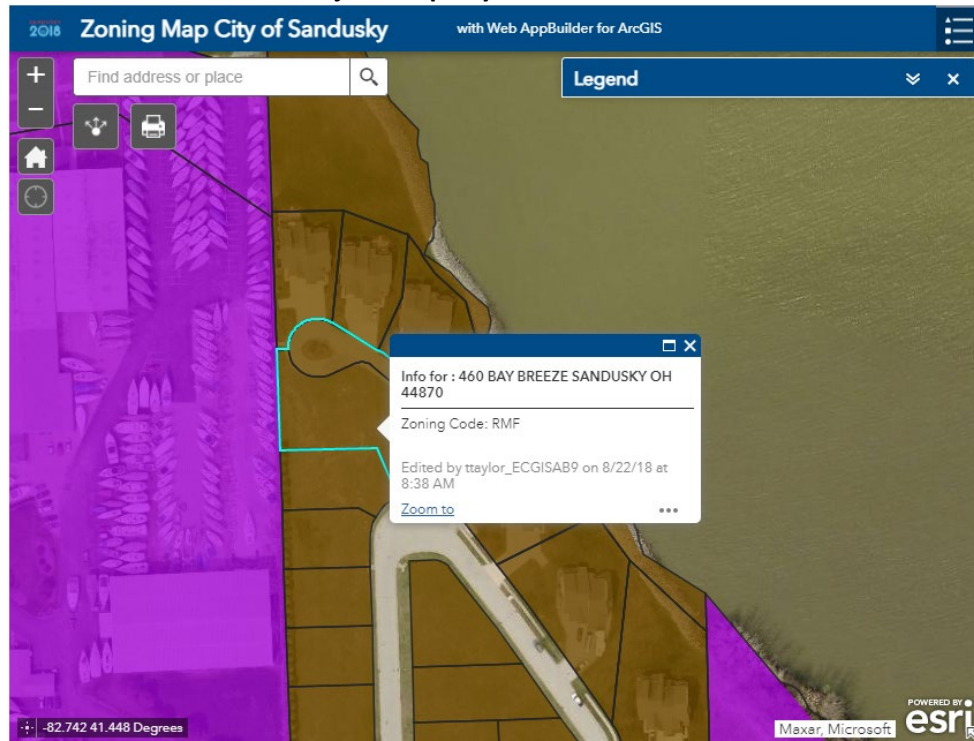 2018 Zoning Map City of Sandusky with Web AppBuilder for ArcGIS
+
Find address or place
Legend
−
Info for : 460 BAY BREEZE SANDUSKY OH
44870
Zoning Code: RMF
Edited by ttaylor_ECGISAB9 on 8/22/18 at
8:38 AM
Zoom to
-82.742 41.448 Degrees
Maxar, Microsoft
POWERED BY
esri